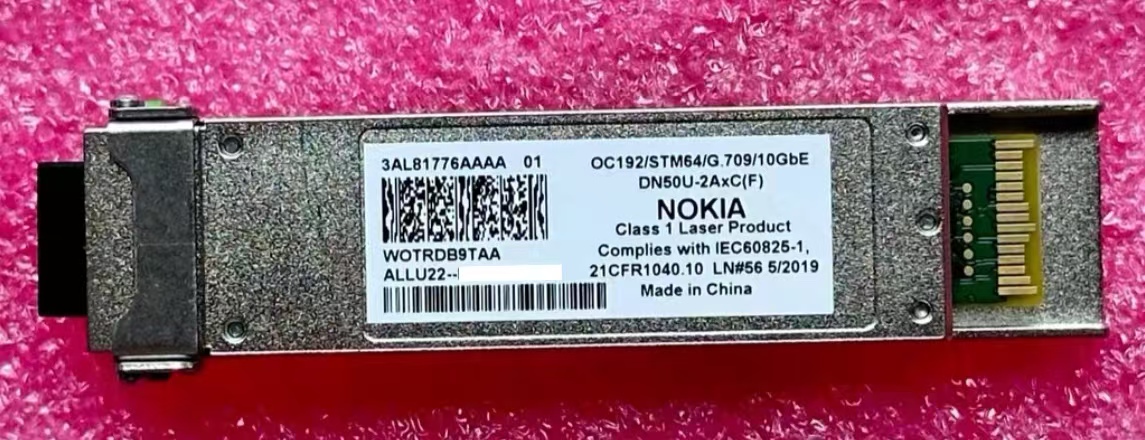 3AL81776AAAA 01
WOTRDB9TAA
ALLU22--
OC192/STM64/G.709/10GbE
DN50U-2AxC(F)
NOKIA
Class 1 Laser Product
Complies with IEC60825-1,
21CFR1040.10 LN#56 5/2019
Made in China